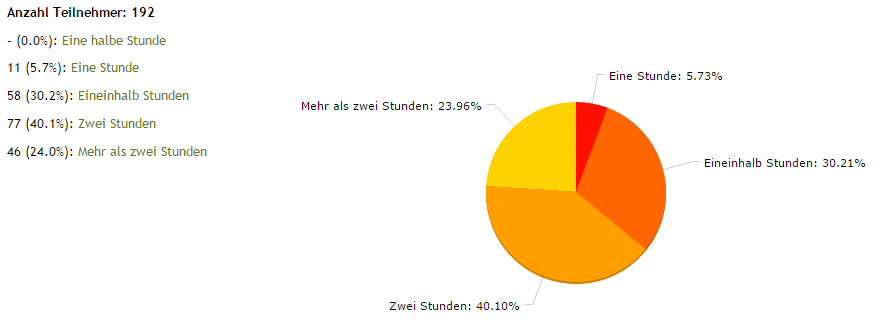 Anzahl Teilnehmer: 192
- (0.0%): Eine halbe Stunde
11 (5.7%): Eine Stunde
58 (30.2%): Eineinhalb Stunden
77 (40.1%): Zwei Stunden
46 (24.0%): Mehr als zwei Stunden
Eine Stunde: 5.73%
Mehr als zwei Stunden: 23.96%
Eineinhalb Stunden: 30.21%
Zwei Stunden: 40.10%